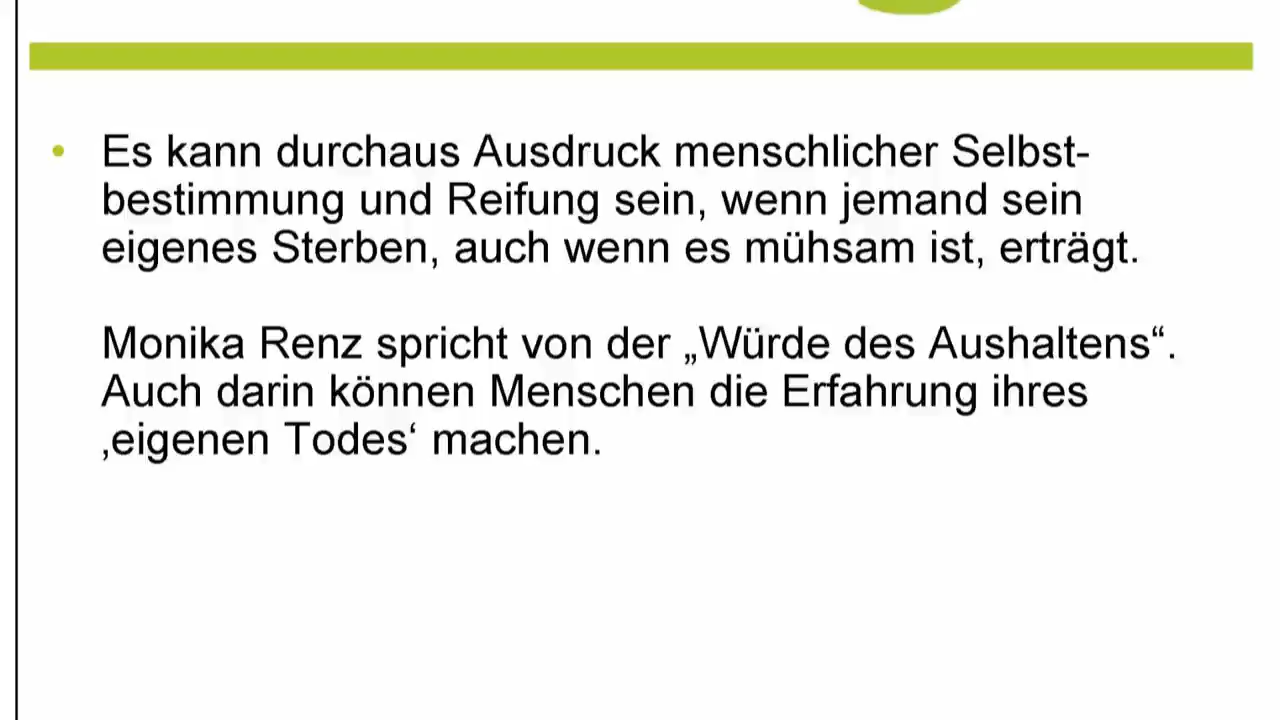 • Es kann durchaus Ausdruck menschlicher Selbst-
bestimmung und Reifung sein, wenn jemand sein
eigenes Sterben, auch wenn es mühsam ist, erträgt.
Monika Renz spricht von der „Würde des Aushaltens“.
Auch darin können Menschen die Erfahrung ihres
‚eigenen Todes‘ machen.